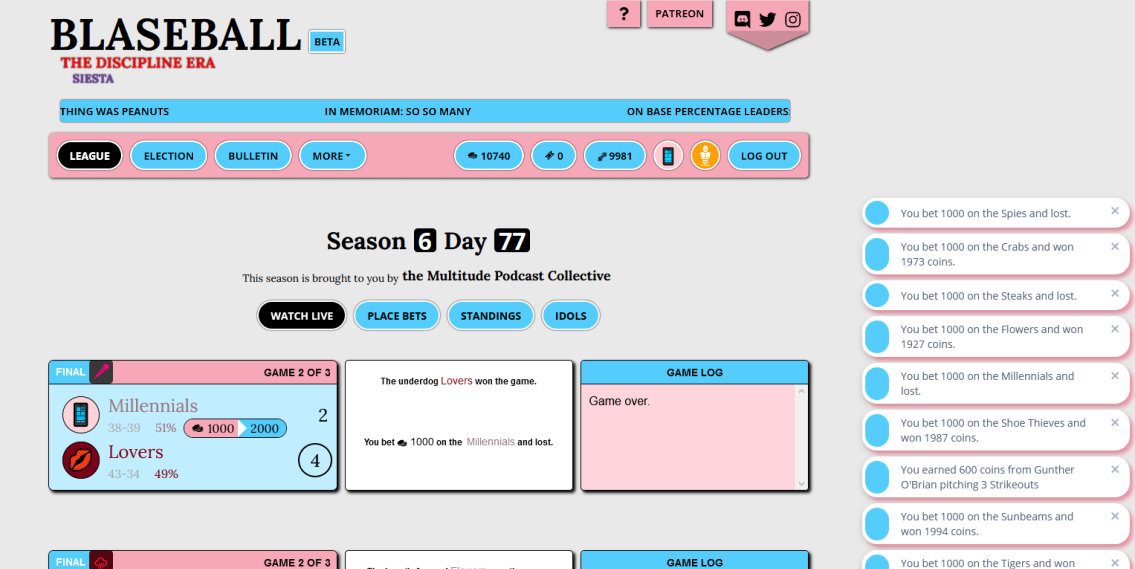 ?
PATREON
BLASEBALL
BETA
THE DISCIPLINE ERA
SIESTA
THING WAS PEANUTS IN MEMORIAM: SO SO MANY ON BASE PERCENTAGE LEADERS:
LEAGUE ELECTION BULLETIN MORE 10740 0 9981 LOG OUT
Season 6 Day 77
This season is brought to you by the Multitude Podcast Collective
WATCH LIVE PLACE BETS STANDINGS IDOLS
FINAL GAME 2 OF 3
Millennials 2
38-39 51% 1000 2000
Lovers 4
43-34 49%
The underdog Lovers won the game.
You bet 1000 on the Millennials and lost.
GAME LOG
Game over.
FINAL GAME 2 OF 3
GAME LOG
You bet 1000 on the Spies and lost.
You bet 1000 on the Crabs and won
1973 coins.
You bet 1000 on the Steaks and lost.
You bet 1000 on the Flowers and won
1927 coins.
You bet 1000 on the Millennials and
lost.
You bet 1000 on the Shoe Thieves and
won 1987 coins.
You earned 600 coins from Gunther
O'Brian pitching 3 Strikeouts
You bet 1000 on the Sunbeams and
won 1994 coins.
You bet 1000 on the Tigers and won